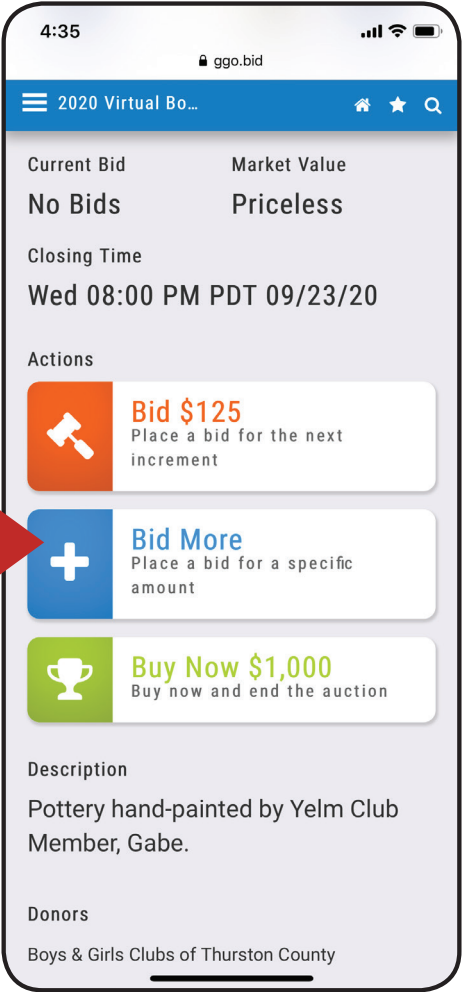 4:35
ggo.bid
2020 Virtual Bo...
Current Bid
Market Value
No Bids
Priceless
Closing Time
Wed 08:00 PM PDT 09/23/20
Actions
Bid $125
Place a bid for the next
increment
Bid More
Place a bid for a specific
amount
Buy Now $1,000
Buy now and end the auction
Description
Pottery hand-painted by Yelm Club
Member, Gabe.
Donors
Boys & Girls Clubs of Thurston County